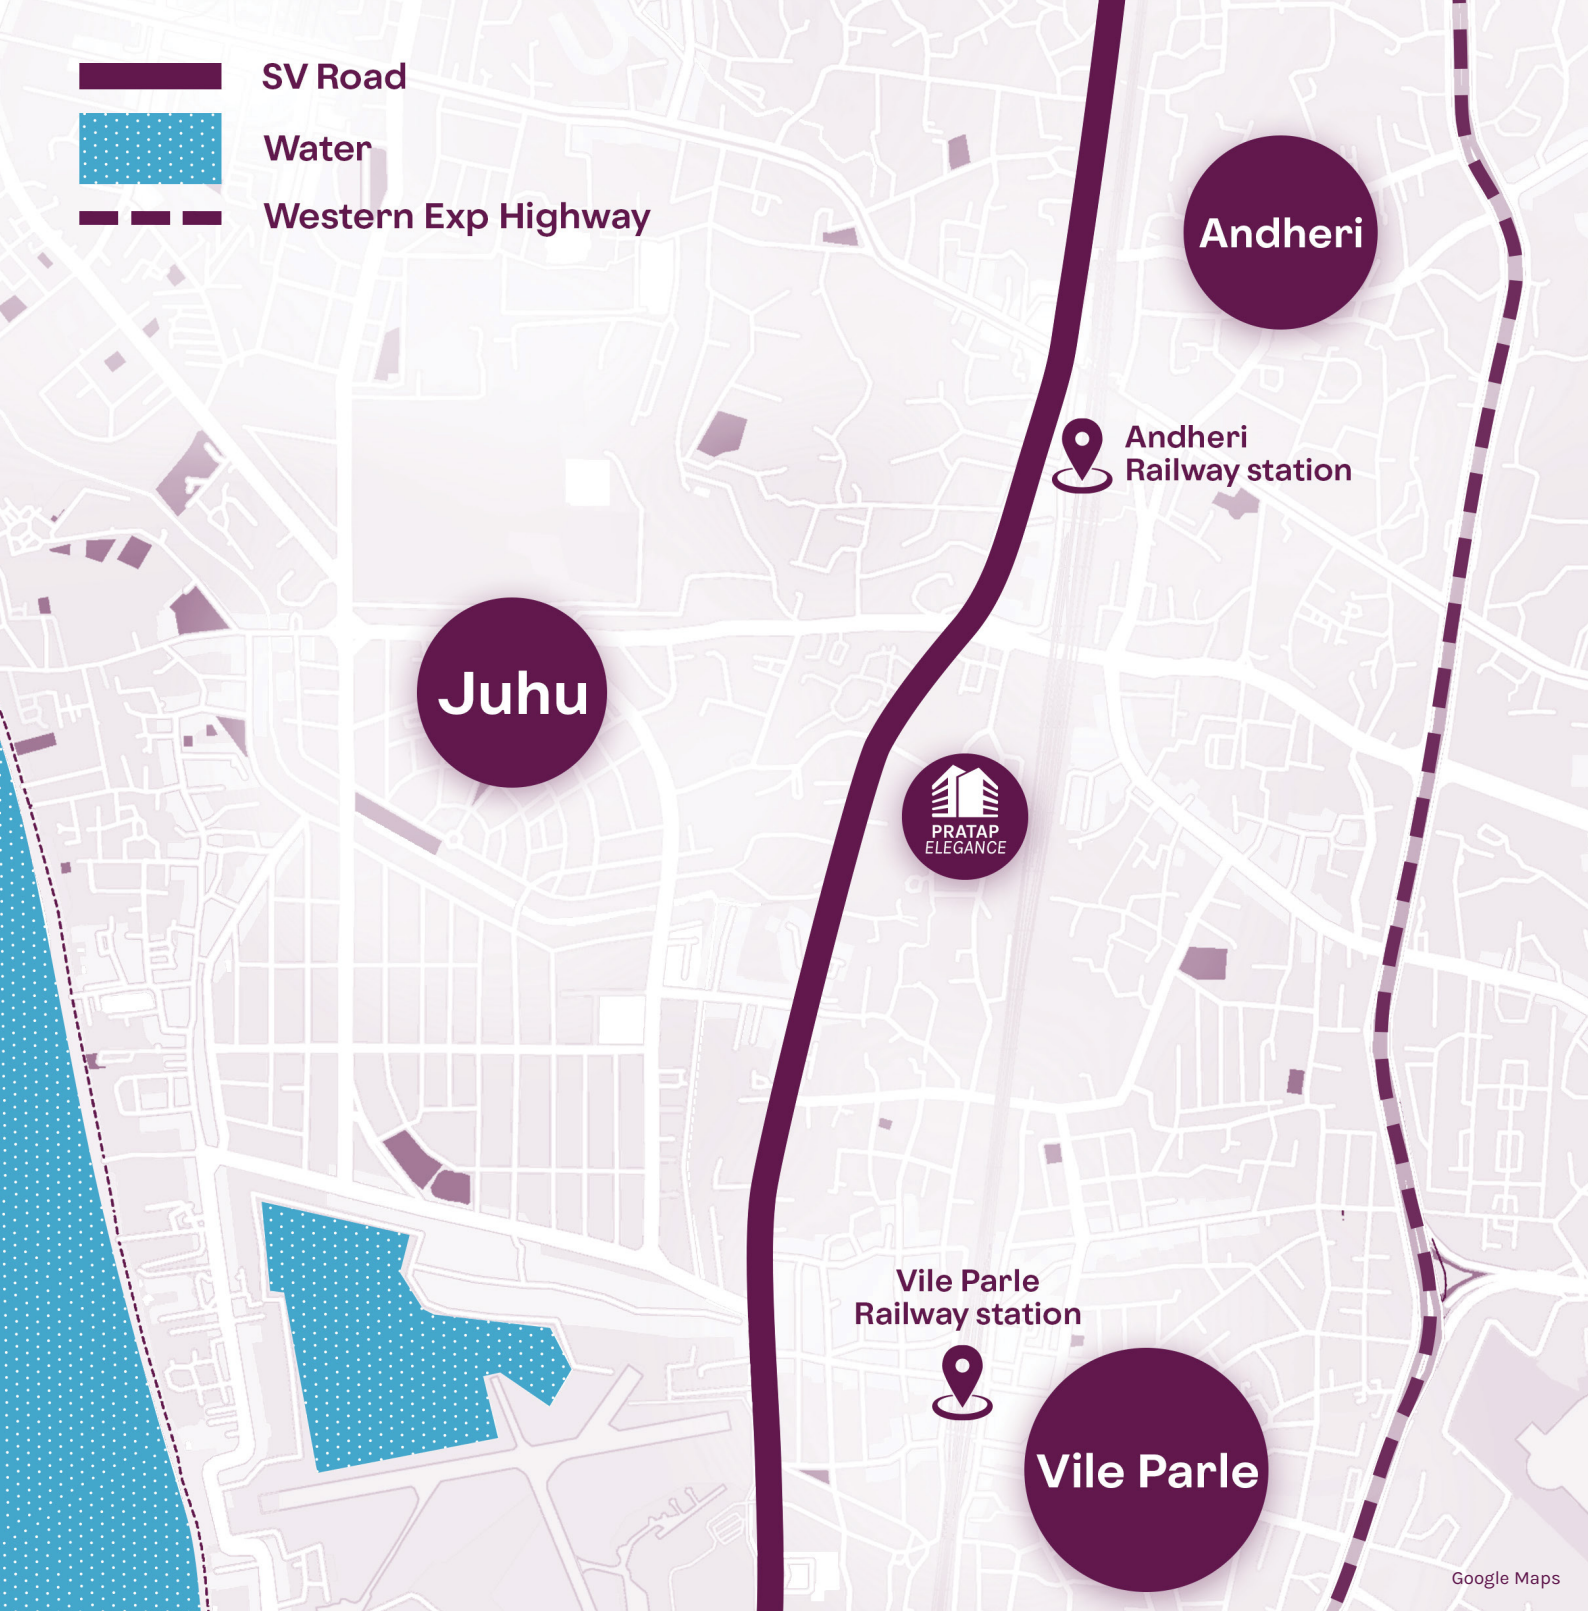 SV Road
Water
Western Exp Highway
Andheri
Andheri
Railway station
Juhu
PRATAP
ELEGANCE
Vile Parle
Railway station
Vile Parle
Google Maps